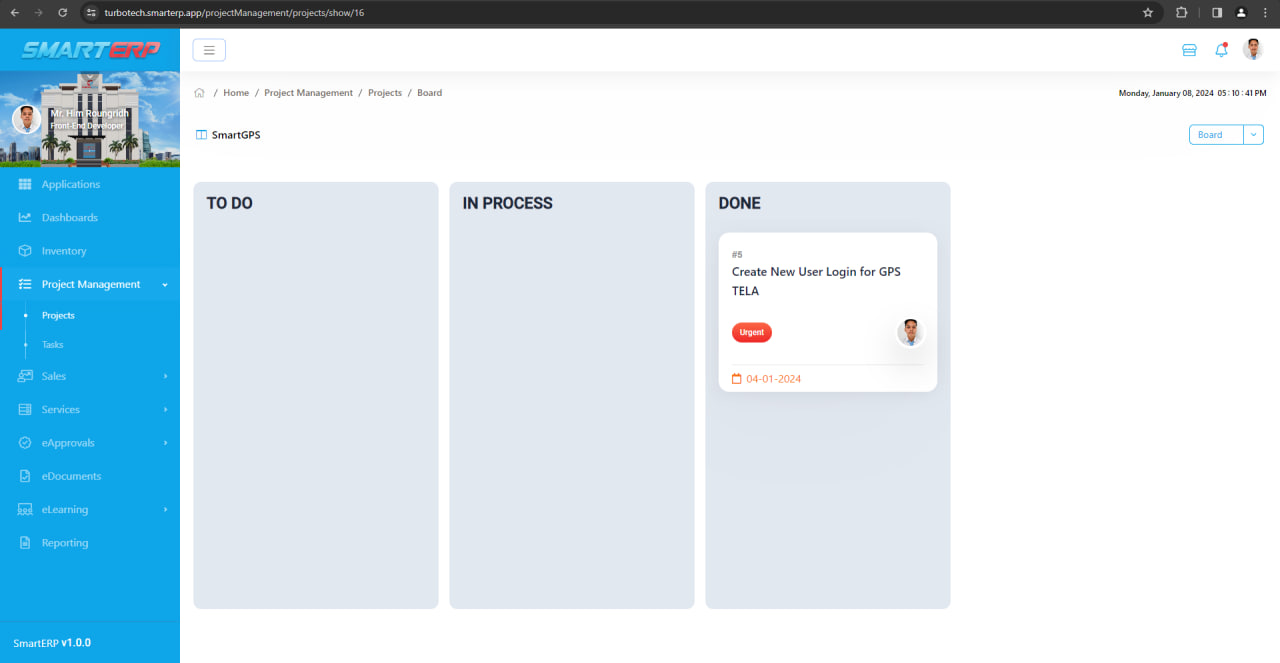 turbotech.smarterp.app/projectManagement/projects/show/16
SMARTERP
Mr. Him Roungridh
Front-End Developer
Applications
Dashboards
Inventory
Project Management
Projects
Tasks
Sales
Services
eApprovals
eDocuments
eLearning
Reporting
SmartERP v1.0.0
/ Home / Project Management / Projects / Board
Monday, January 08, 2024 05 : 10 : 41 PM
SmartGPS
Board
TO DO
IN PROCESS
DONE
#5
Create New User Login for GPS
TELA
Urgent
04-01-2024